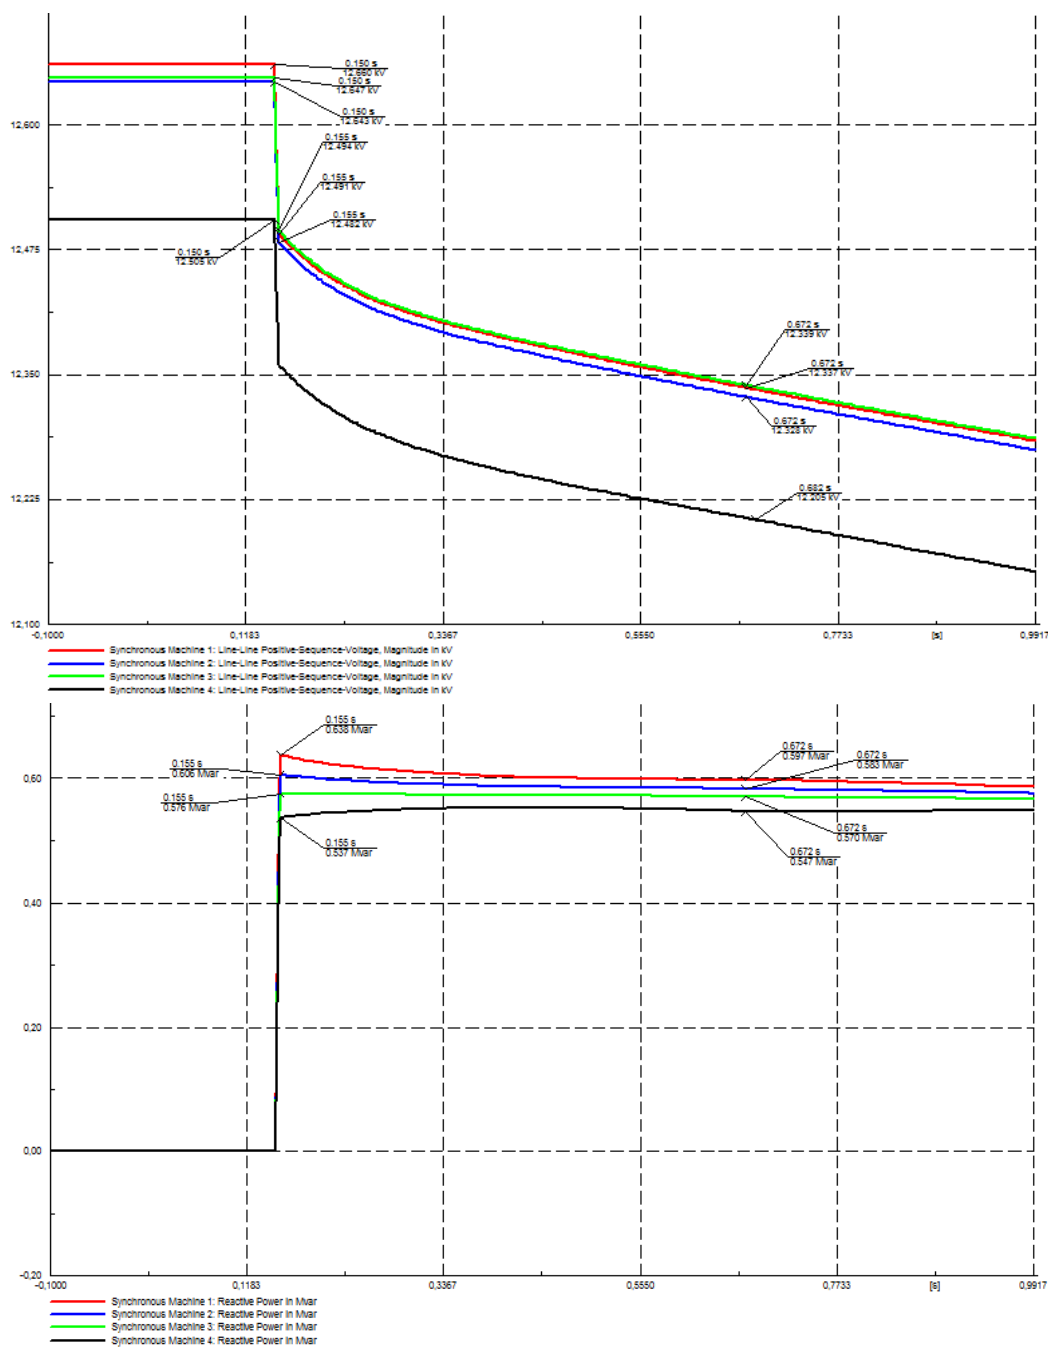 0.150 s
12.660 kV
0.150 s
12.647 kV
0.150 s
12.643 kV
12,600
0.155 s
12.494 kV
0.155 s
12.491 kV
0.155 s
12.482 kV
0.150 s
12.505 kV
12,475
0.672 s
12.339 kV
12,350
0.672 s
12.337 kV
0.672 s
12.328 kV
12,225
0.682 s
12.205 kV
12,100
-0,1000 0,1183 0,3367 0,5550 0,7733 [s] 0,9917
Synchronous Machine 1: Line-Line Positive-Sequence-Voltage, Magnitude in kV
Synchronous Machine 2: Line-Line Positive-Sequence-Voltage, Magnitude in kV
Synchronous Machine 3: Line-Line Positive-Sequence-Voltage, Magnitude in kV
Synchronous Machine 4: Line-Line Positive-Sequence-Voltage, Magnitude in kV
0.155 s
0.638 Mvar
0.672 s
0.597 Mvar
0.672 s
0.583 Mvar
0.155 s
0.606 Mvar
0,60
0.155 s
0.576 Mvar
0.672 s
0.570 Mvar
0.155 s
0.537 Mvar
0.672 s
0.547 Mvar
0,40
0,20
0,00
-0,20
-0,1000 0,1183 0,3367 0,5550 0,7733 [s] 0,9917
Synchronous Machine 1: Reactive Power in Mvar
Synchronous Machine 2: Reactive Power in Mvar
Synchronous Machine 3: Reactive Power in Mvar
Synchronous Machine 4: Reactive Power in Mvar